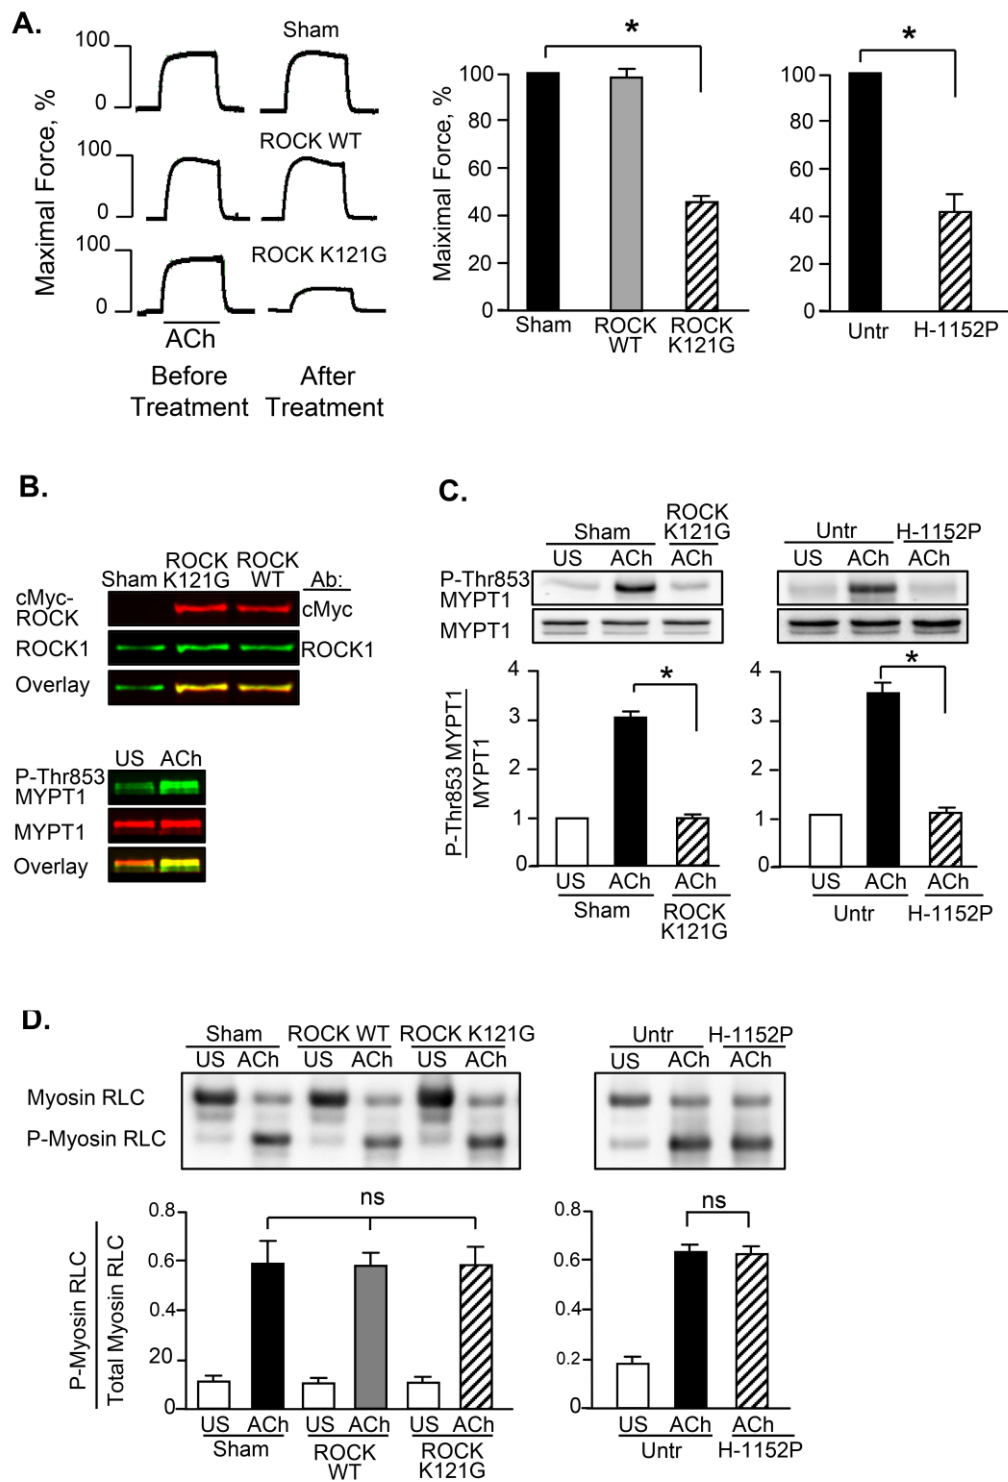 A.
Sham
100
0
ROCK WT
100
0
ROCK K121G
100
0
Maximal Force, %
ACh
Before
Treatment
After
Treatment
*
Maiximal Force, %
100
80
60
40
20
0
Sham
ROCK
WT
ROCK
K121G
*
100
80
60
40
20
0
Untr
H-1152P
B.
Sham
ROCK
K121G
ROCK
WT
Ab:
cMyc-
ROCK
cMyc
ROCK1
ROCK1
Overlay
US ACh
P-Thr853
MYPT1
MYPT1
Overlay
C.
Sham
ROCK
K121G
US ACh ACh
P-Thr853
MYPT1
MYPT1
Untr H-1152P
US ACh ACh
P-Thr853 MYPT1
MYPT1
4
3
2
1
0
*
US ACh ACh
Sham
ROCK
K121G
4
3
2
1
0
*
US ACh ACh
Untr H-1152P
D.
Sham ROCK WT ROCK K121G
US ACh US ACh US ACh
Myosin RLC
P-Myosin RLC
Untr H-1152P
US ACh ACh
P-Myosin RLC
Total Myosin RLC
0.8
0.6
0.4
20
0
ns
US ACh US ACh US ACh
Sham
ROCK
WT
ROCK
K121G
0.8
0.6
0.4
0.2
0
ns
US ACh ACh
Untr H-1152P